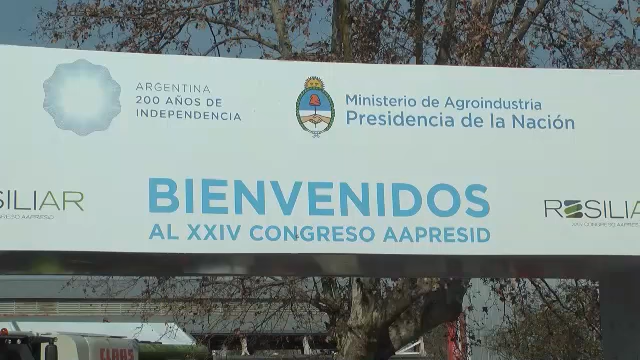 ARGENTINA
200 AÑOS DE
INDEPENDENCIA
Ministerio de Agroindustria
Presidencia de la Nación
SILIAR
BIENVENIDOS
AL XXIV CONGRESO AAPRESID
RESILIA
CLAAS